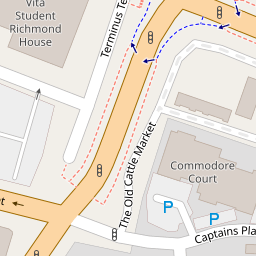 Vita
Student
Richmond
House
Terminus Te
The Old Cattle Market
Commodore
Court
P
P
Captains Pla